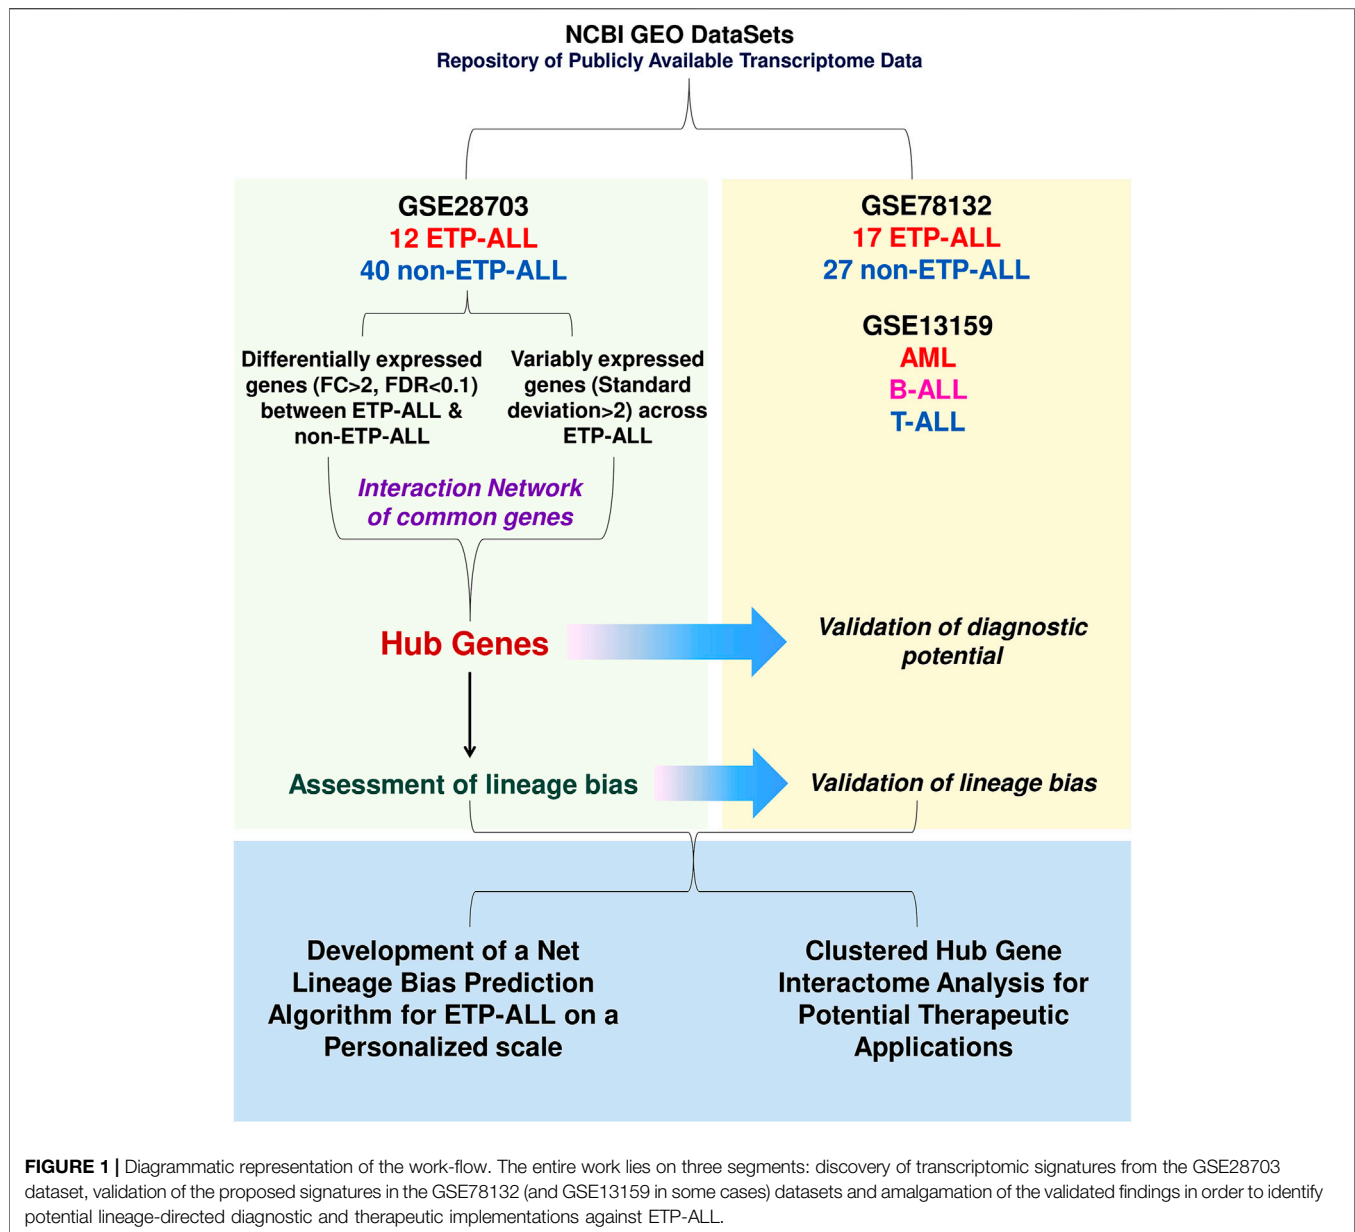 NCBI GEO DataSets
Repository of Publicly Available Transcriptome Data
GSE28703
12 ETP-ALL
40 non-ETP-ALL
Differentially expressed
genes (FC>2, FDR<0.1)
between ETP-ALL &
non-ETP-ALL
Variably expressed
genes (Standard
deviation>2) across
ETP-ALL
Interaction Network
of common genes
Hub Genes
Assessment of lineage bias
GSE78132
17 ETP-ALL
27 non-ETP-ALL
GSE13159
AML
B-ALL
T-ALL
Validation of diagnostic
potential
Validation of lineage bias
Development of a Net
Lineage Bias Prediction
Algorithm for ETP-ALL on a
Personalized scale
Clustered Hub Gene
Interactome Analysis for
Potential Therapeutic
Applications
FIGURE 1 | Diagrammatic representation of the work-flow. The entire work lies on three segments: discovery of transcriptomic signatures from the GSE28703
dataset, validation of the proposed signatures in the GSE78132 (and GSE13159 in some cases) datasets and amalgamation of the validated findings in order to identify
potential lineage-directed diagnostic and therapeutic implementations against ETP-ALL.